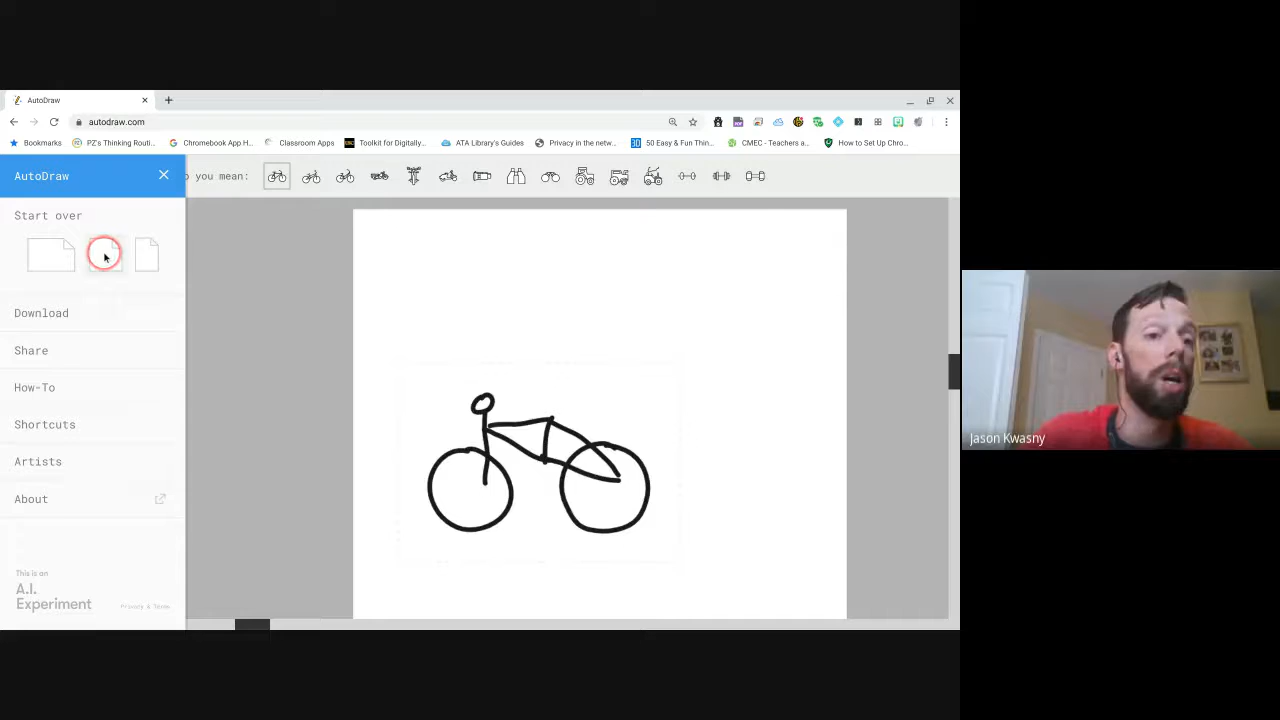 AutoDraw
autodraw.com
Bookmarks
PZ's Thinking Routi...
Chromebook App H...
Classroom Apps
Toolkit for Digitally...
ATA Library's Guides
Privacy in the netw...
50 Easy & Fun Thin...
CMEC - Teachers a...
How to Set Up Chro...
AutoDraw
o you mean:
Start over
Download
Share
How-To
Shortcuts
Artists
About
This is an
A.I.
Experiment
Privacy & Terms
Jason Kwasny